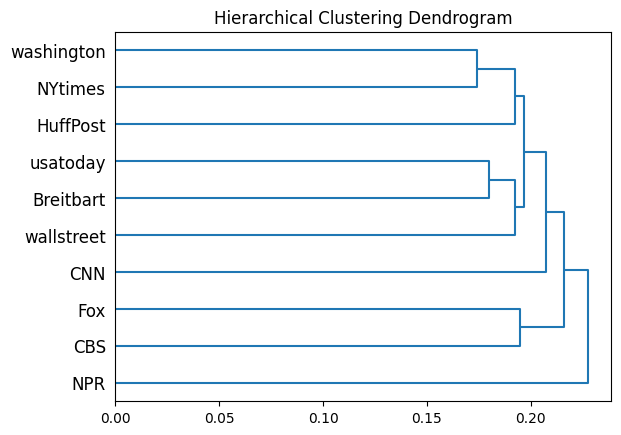 Hierarchical Clustering Dendrogram
washington
NYtimes
HuffPost
usatoday
Breitbart
wallstreet
CNN
Fox
CBS
NPR
0.00 0.05 0.10 0.15 0.20